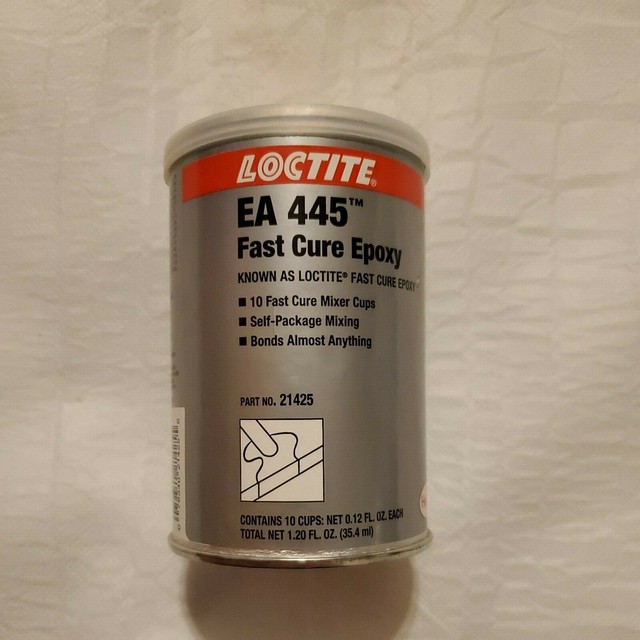 LOCTITE®
EA 445™
Fast Cure Epoxy
KNOWN AS LOCTITE® FAST CURE EPOXY
■ 10 Fast Cure Mixer Cups
■ Self-Package Mixing
■ Bonds Almost Anything
PART NO. 21425
CONTAINS 10 CUPS: NET 0.12 FL. OZ. EACH
TOTAL NET 1.20 FL. OZ. (35.4 ml)